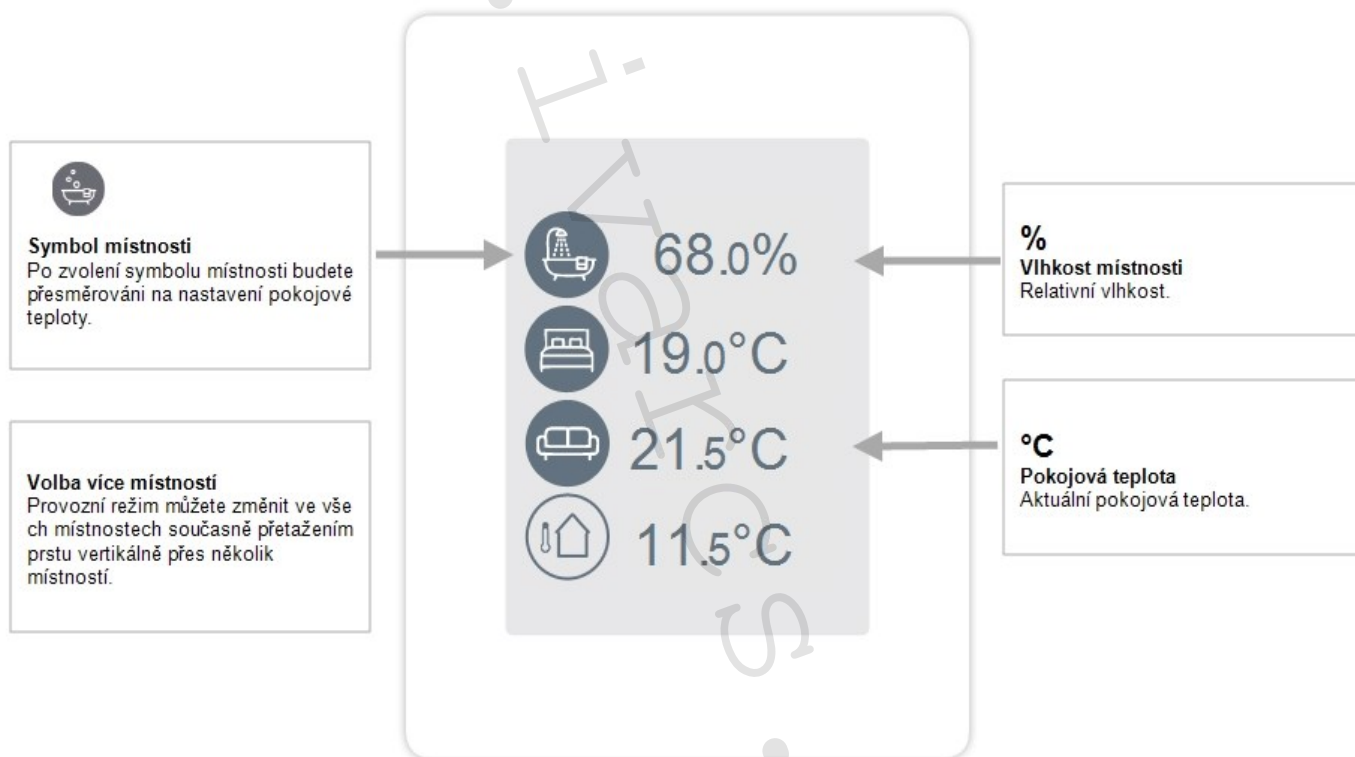 Symbol místnosti
Po zvolení symbolu místnosti budete
přesměrováni na nastavení pokojové
teploty.
Volba více místností
Provozní režim můžete změnit ve vše
ch místnostech současně přetažením
prstu vertikálně přes několik
místností.
68.0%
19.0°C
21.5°C
11.5°C
%
Vlhkost místnosti
Relativní vlhkost.
°C
Pokojová teplota
Aktuální pokojová teplota.
ivarcs